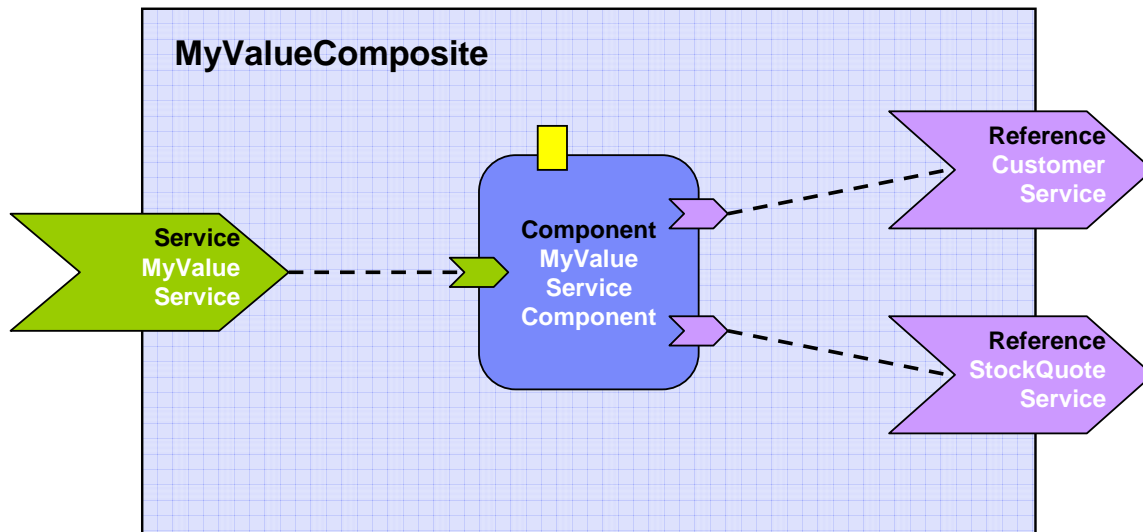 MyValueComposite
Service
MyValue
Service
Component
MyValue
Service
Component
Reference
Customer
Service
Reference
StockQuote
Service